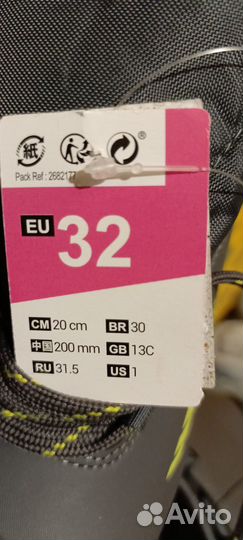 紙
Pack Ref : 2682177
EU 32
CM 20 cm BR 30
中国 200 mm GB 13C
RU 31.5 US 1
Avito